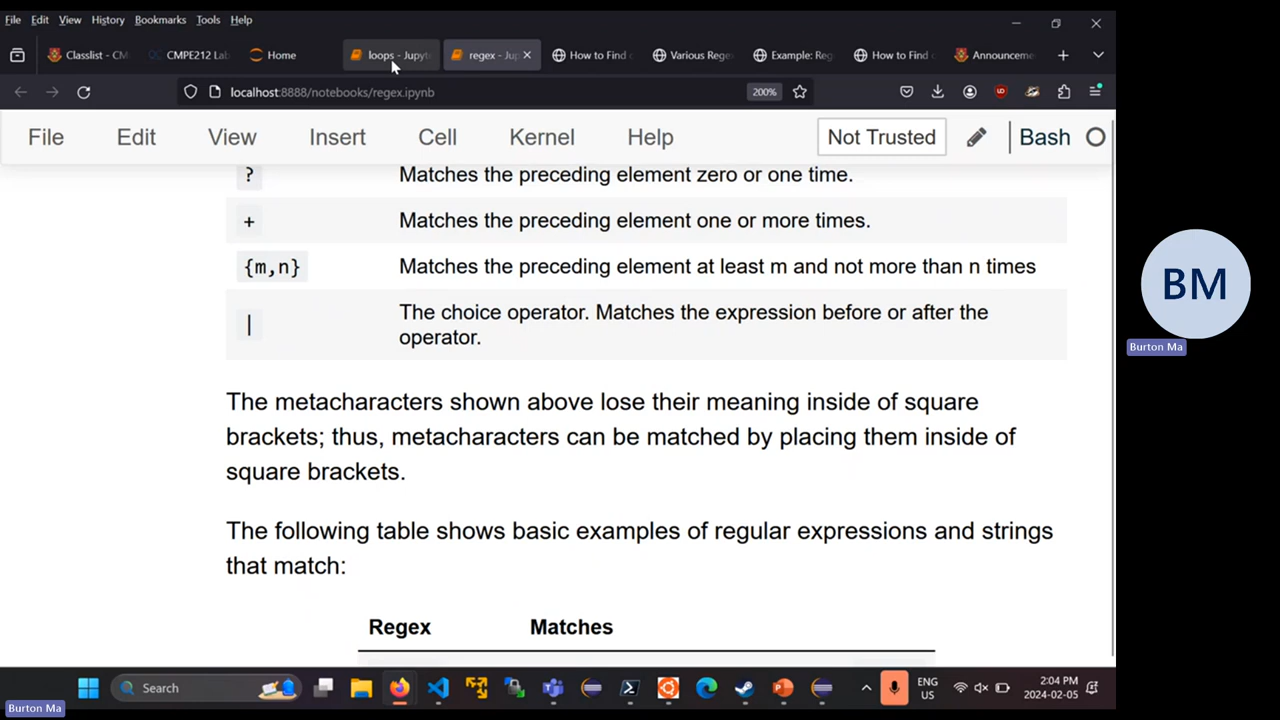 File Edit View History Bookmarks Tools Help
Classlist - CM CMPE212 Lab Home loops - Jupyt regex - Jup How to Find Various Rege Example: Reg How to Find Announceme
localhost:8888/notebooks/regex.ipynb 200%
File Edit View Insert Cell Kernel Help Not Trusted Bash
? Matches the preceding element zero or one time.
+ Matches the preceding element one or more times.
{m,n} Matches the preceding element at least m and not more than n times
| The choice operator. Matches the expression before or after the
operator.
The metacharacters shown above lose their meaning inside of square
brackets; thus, metacharacters can be matched by placing them inside of
square brackets.
The following table shows basic examples of regular expressions and strings
that match:
Regex Matches
BM
Burton Ma
Search
ENG
US
2:04 PM
2024-02-05
Burton Ma